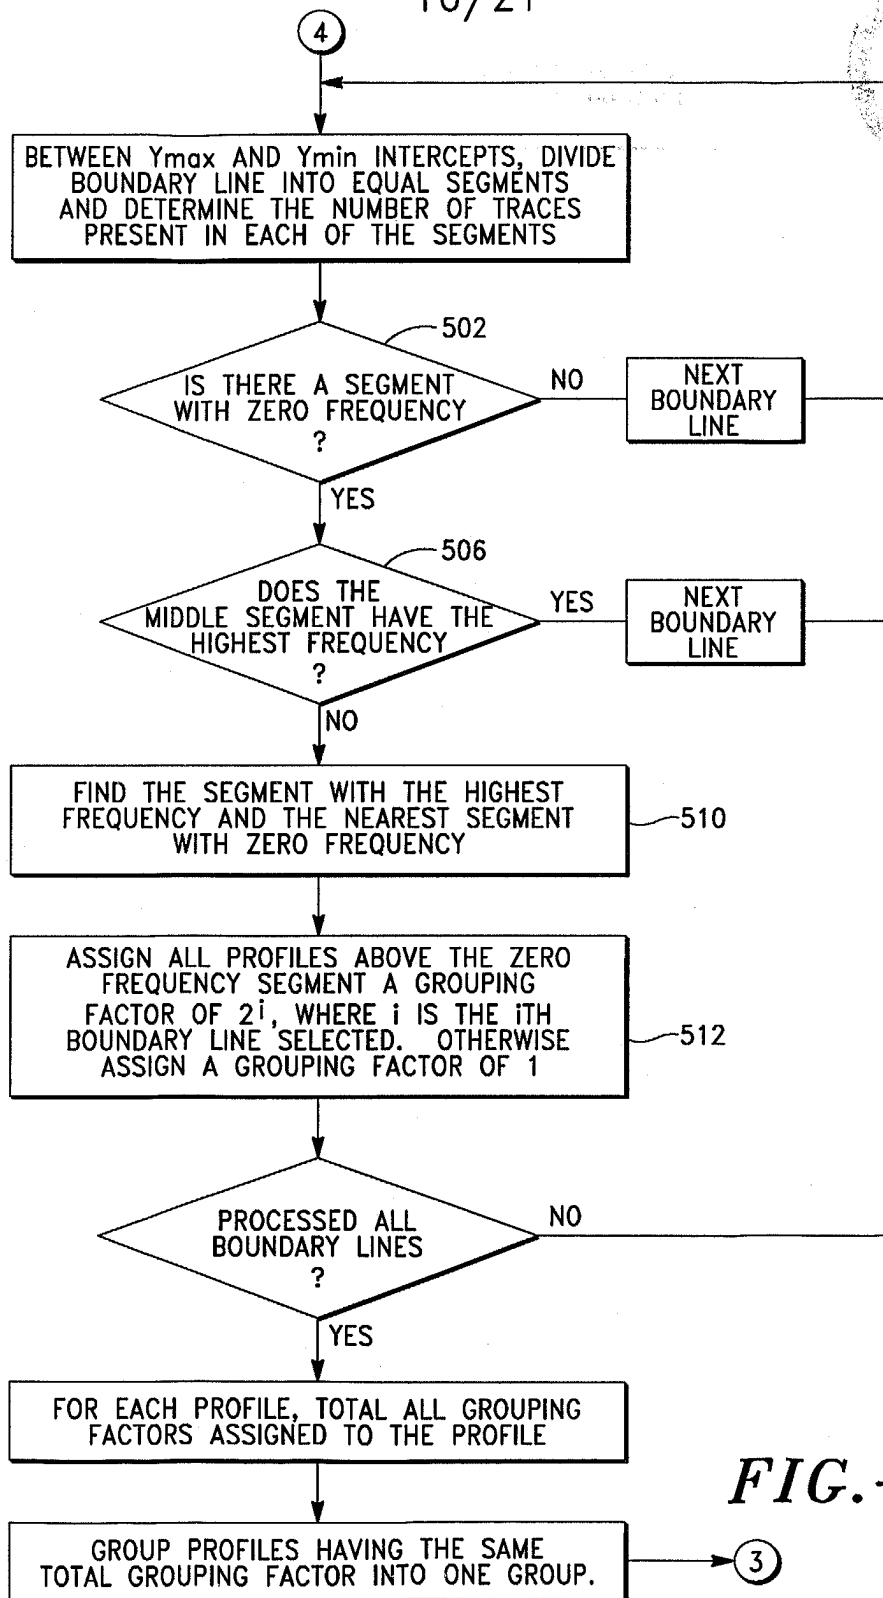 4
BETWEEN Ymax AND Ymin INTERCEPTS, DIVIDE
BOUNDARY LINE INTO EQUAL SEGMENTS
AND DETERMINE THE NUMBER OF TRACES
PRESENT IN EACH OF THE SEGMENTS
502
IS THERE A SEGMENT
WITH ZERO FREQUENCY
?
NO
NEXT
BOUNDARY
LINE
YES
506
DOES THE
MIDDLE SEGMENT HAVE THE
HIGHEST FREQUENCY
?
YES
NEXT
BOUNDARY
LINE
NO
FIND THE SEGMENT WITH THE HIGHEST
FREQUENCY AND THE NEAREST SEGMENT
WITH ZERO FREQUENCY
510
ASSIGN ALL PROFILES ABOVE THE ZERO
FREQUENCY SEGMENT A GROUPING
FACTOR OF 2ⁱ, WHERE i IS THE iTH
BOUNDARY LINE SELECTED. OTHERWISE
ASSIGN A GROUPING FACTOR OF 1
512
PROCESSED ALL
BOUNDARY LINES
?
NO
YES
FOR EACH PROFILE, TOTAL ALL GROUPING
FACTORS ASSIGNED TO THE PROFILE
FIG.
GROUP PROFILES HAVING THE SAME
TOTAL GROUPING FACTOR INTO ONE GROUP.
3